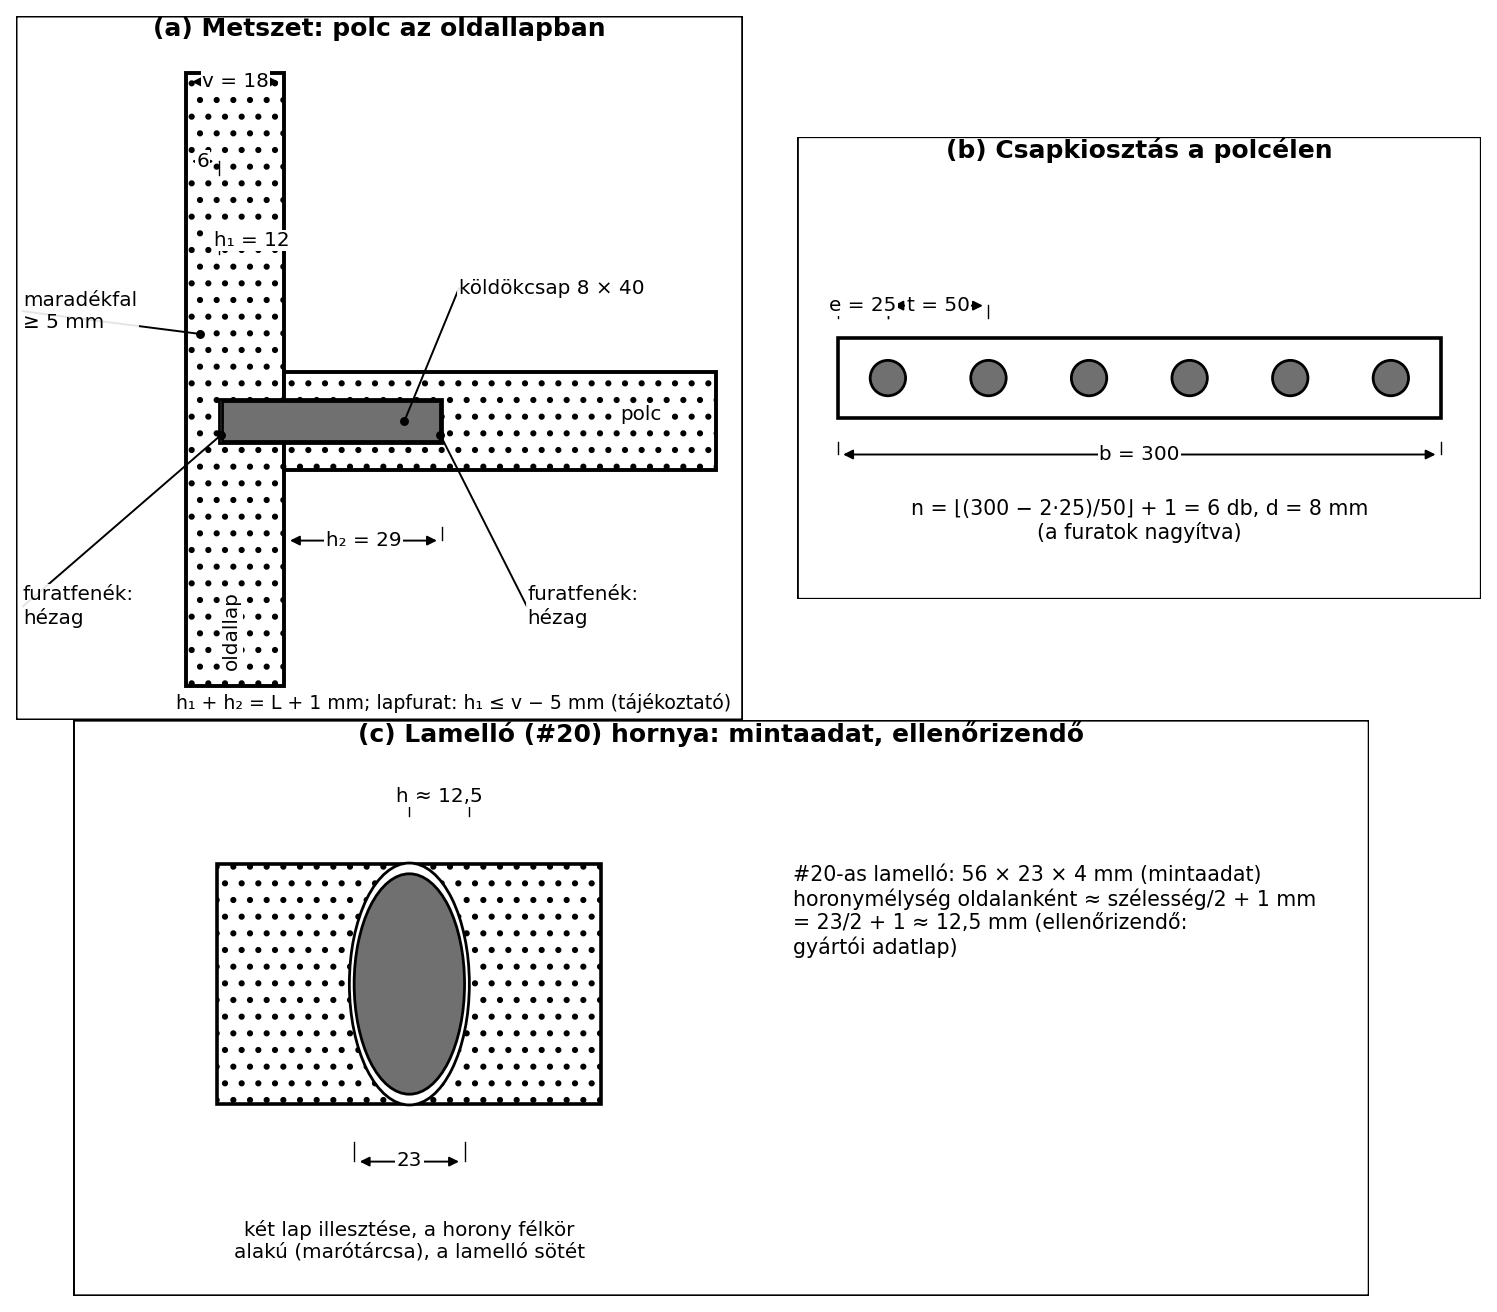 (a) Metszet: polc az oldallapban
v = 18
6
h₁ = 12
maradékfal
≥ 5 mm
köldökcsap 8 × 40
polc
h₂ = 29
furatfenék:
hézag
furatfenék:
hézag
oldallap
h₁ + h₂ = L + 1 mm; lapfurat: h₁ ≤ v − 5 mm (tájékoztató)
(b) Csapkiosztás a polcélen
e = 25
t = 50
b = 300
n = ⌊(300 − 2·25)/50⌋ + 1 = 6 db, d = 8 mm
(a furatok nagyítva)
(c) Lamelló (#20) hornya: mintaadat, ellenőrizendő
h ≈ 12,5
#20-as lamelló: 56 × 23 × 4 mm (mintaadat)
horonymélység oldalanként ≈ szélesség/2 + 1 mm
= 23/2 + 1 ≈ 12,5 mm (ellenőrizendő:
gyártói adatlap)
23
két lap illesztése, a horony félkör
alakú (marótárcsa), a lamelló sötét